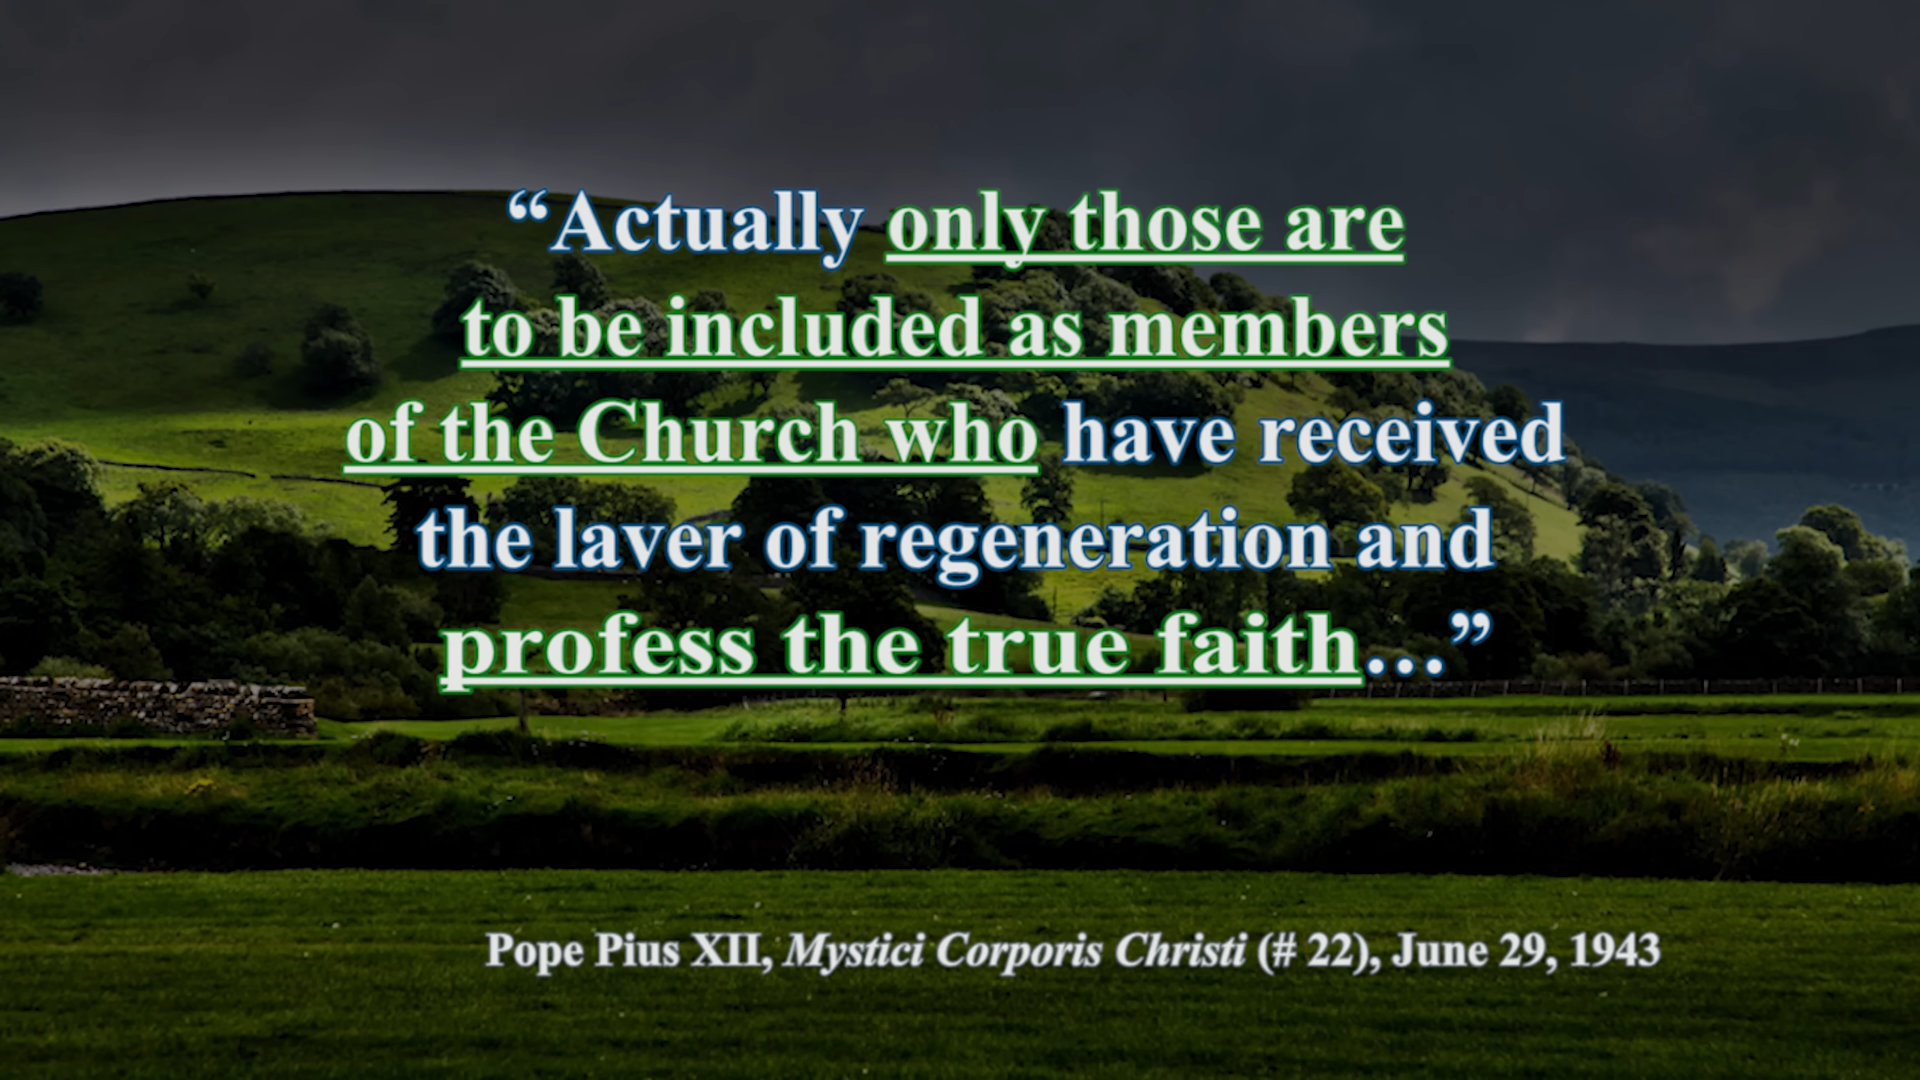 “Actually only those are
to be included as members
of the Church who have received
the laver of regeneration and
profess the true faith…”
Pope Pius XII, Mystici Corporis Christi (# 22), June 29, 1943